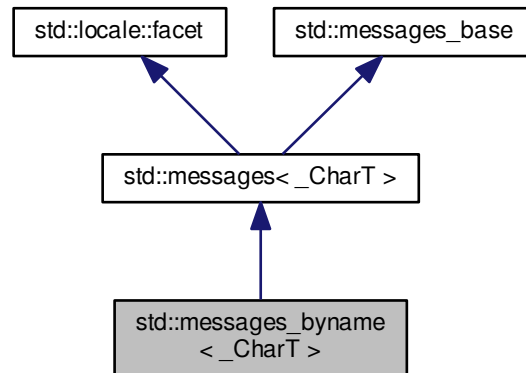 std::locale::facet
std::messages_base
std::messages< _CharT >
std::messages_byname
< _CharT >